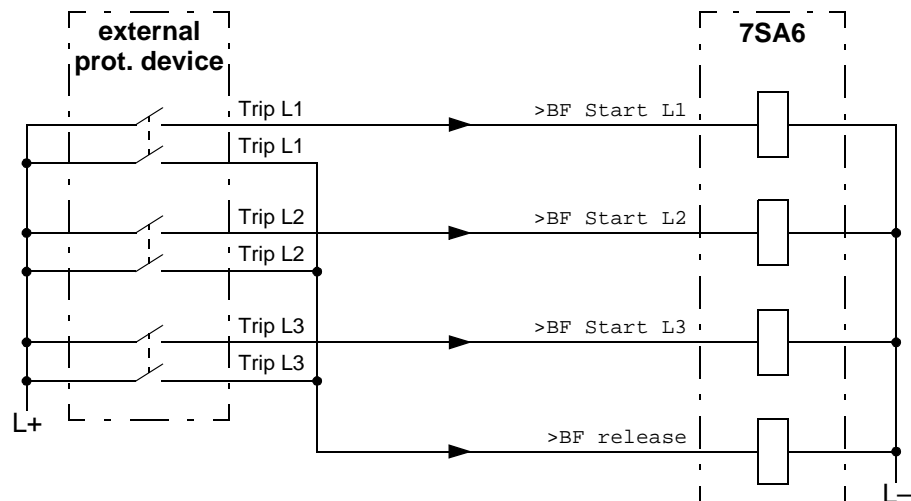 external
prot. device
7SA6
Trip L1
>BF Start L1
Trip L1
Trip L2
>BF Start L2
Trip L2
Trip L3
>BF Start L3
Trip L3
L+
>BF release
L–